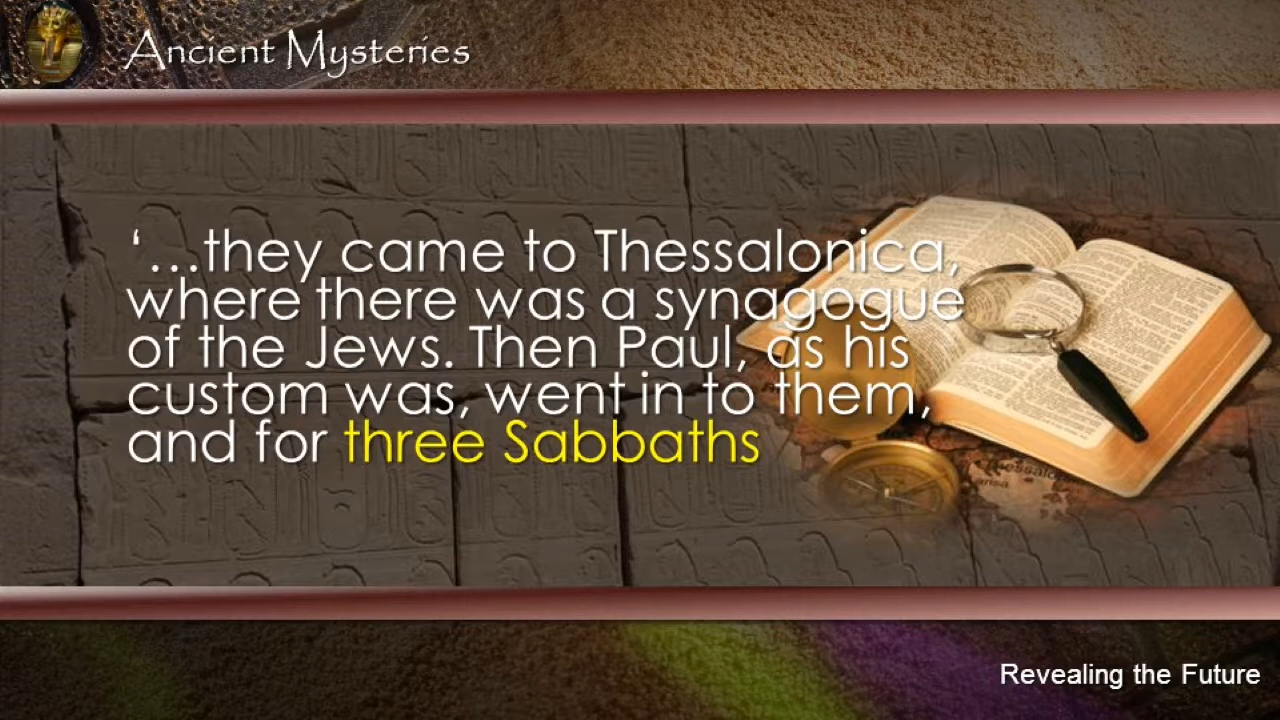 Ancient Mysteries
‘…they came to Thessalonica,
where there was a synagogue
of the Jews. Then Paul, as his
custom was, went in to them,
and for three Sabbaths
Revealing the Future